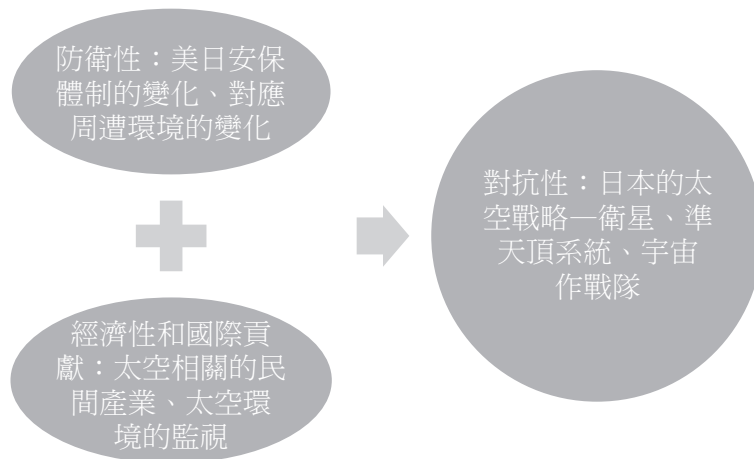 防衛性：美日安保
體制的變化、對應
周遭環境的變化
經濟性和國際貢
獻：太空相關的民
間產業、太空環
境的監視
對抗性：日本的太
空戰略—衛星、準
天頂系統、宇宙
作戰隊